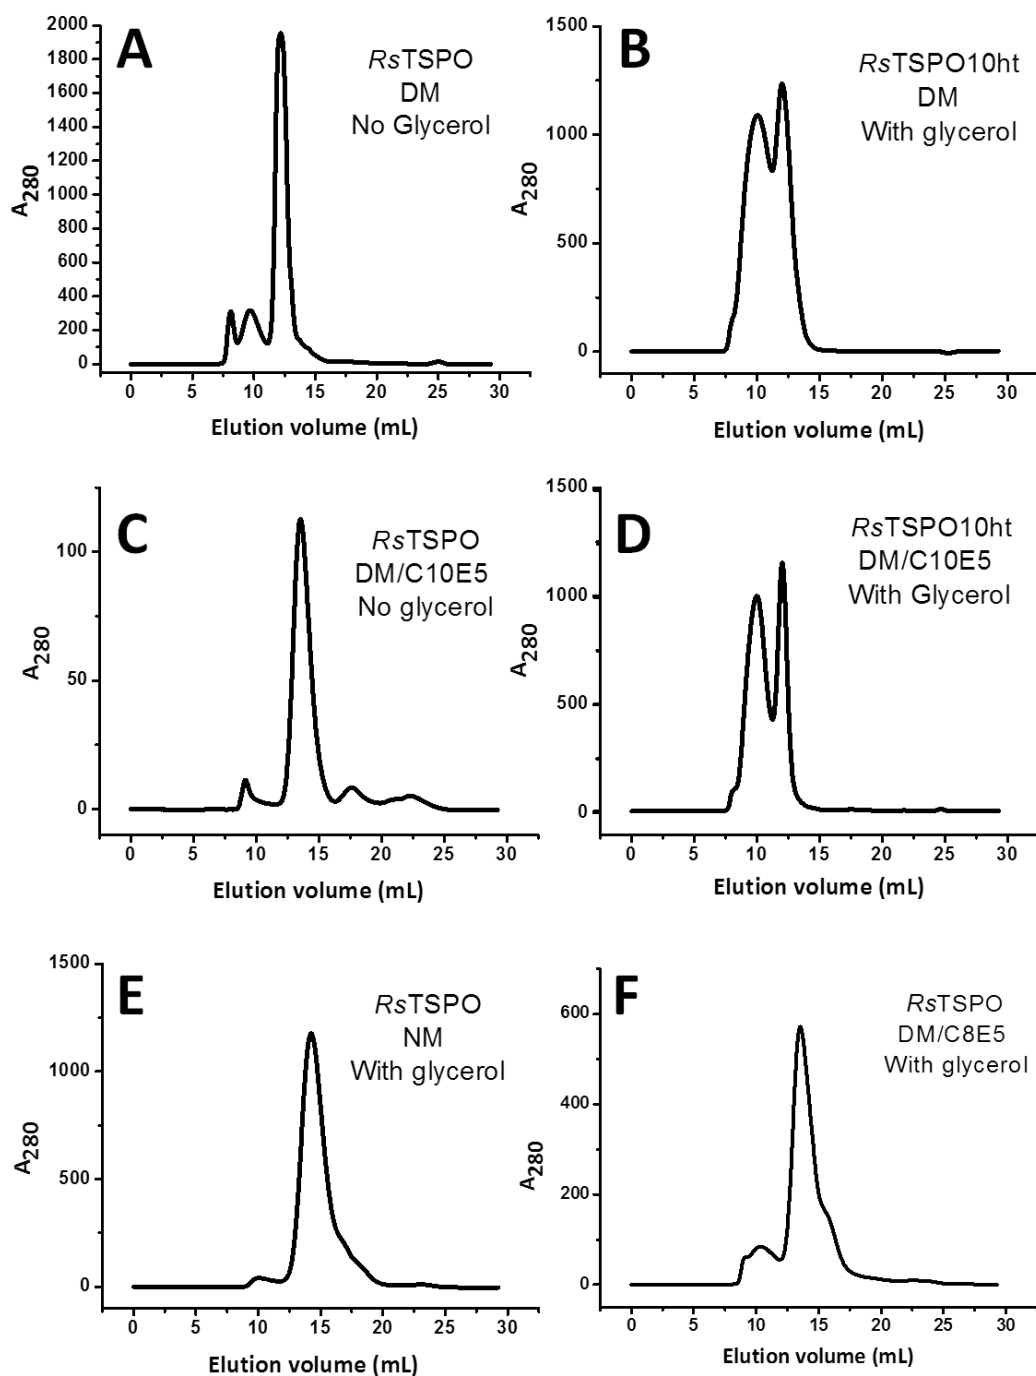 A
RsTSPO
DM
No Glycerol
A280
2000
1800
1600
1400
1200
1000
800
600
400
200
0
0 5 10 15 20 25 30
Elution volume (mL)
B
RsTSPO10ht
DM
With glycerol
A280
1500
1000
500
0
0 5 10 15 20 25 30
Elution volume (mL)
C
RsTSPO
DM/C10E5
No glycerol
A280
100
50
0
0 5 10 15 20 25 30
Elution volume (mL)
D
RsTSPO10ht
DM/C10E5
With Glycerol
A280
1500
1000
500
0
0 5 10 15 20 25 30
Elution volume (mL)
E
RsTSPO
NM
With glycerol
A280
1500
1000
500
0
0 5 10 15 20 25 30
Elution volume (mL)
F
RsTSPO
DM/C8E5
With glycerol
A280
600
400
200
0
0 5 10 15 20 25 30
Elution volume (mL)